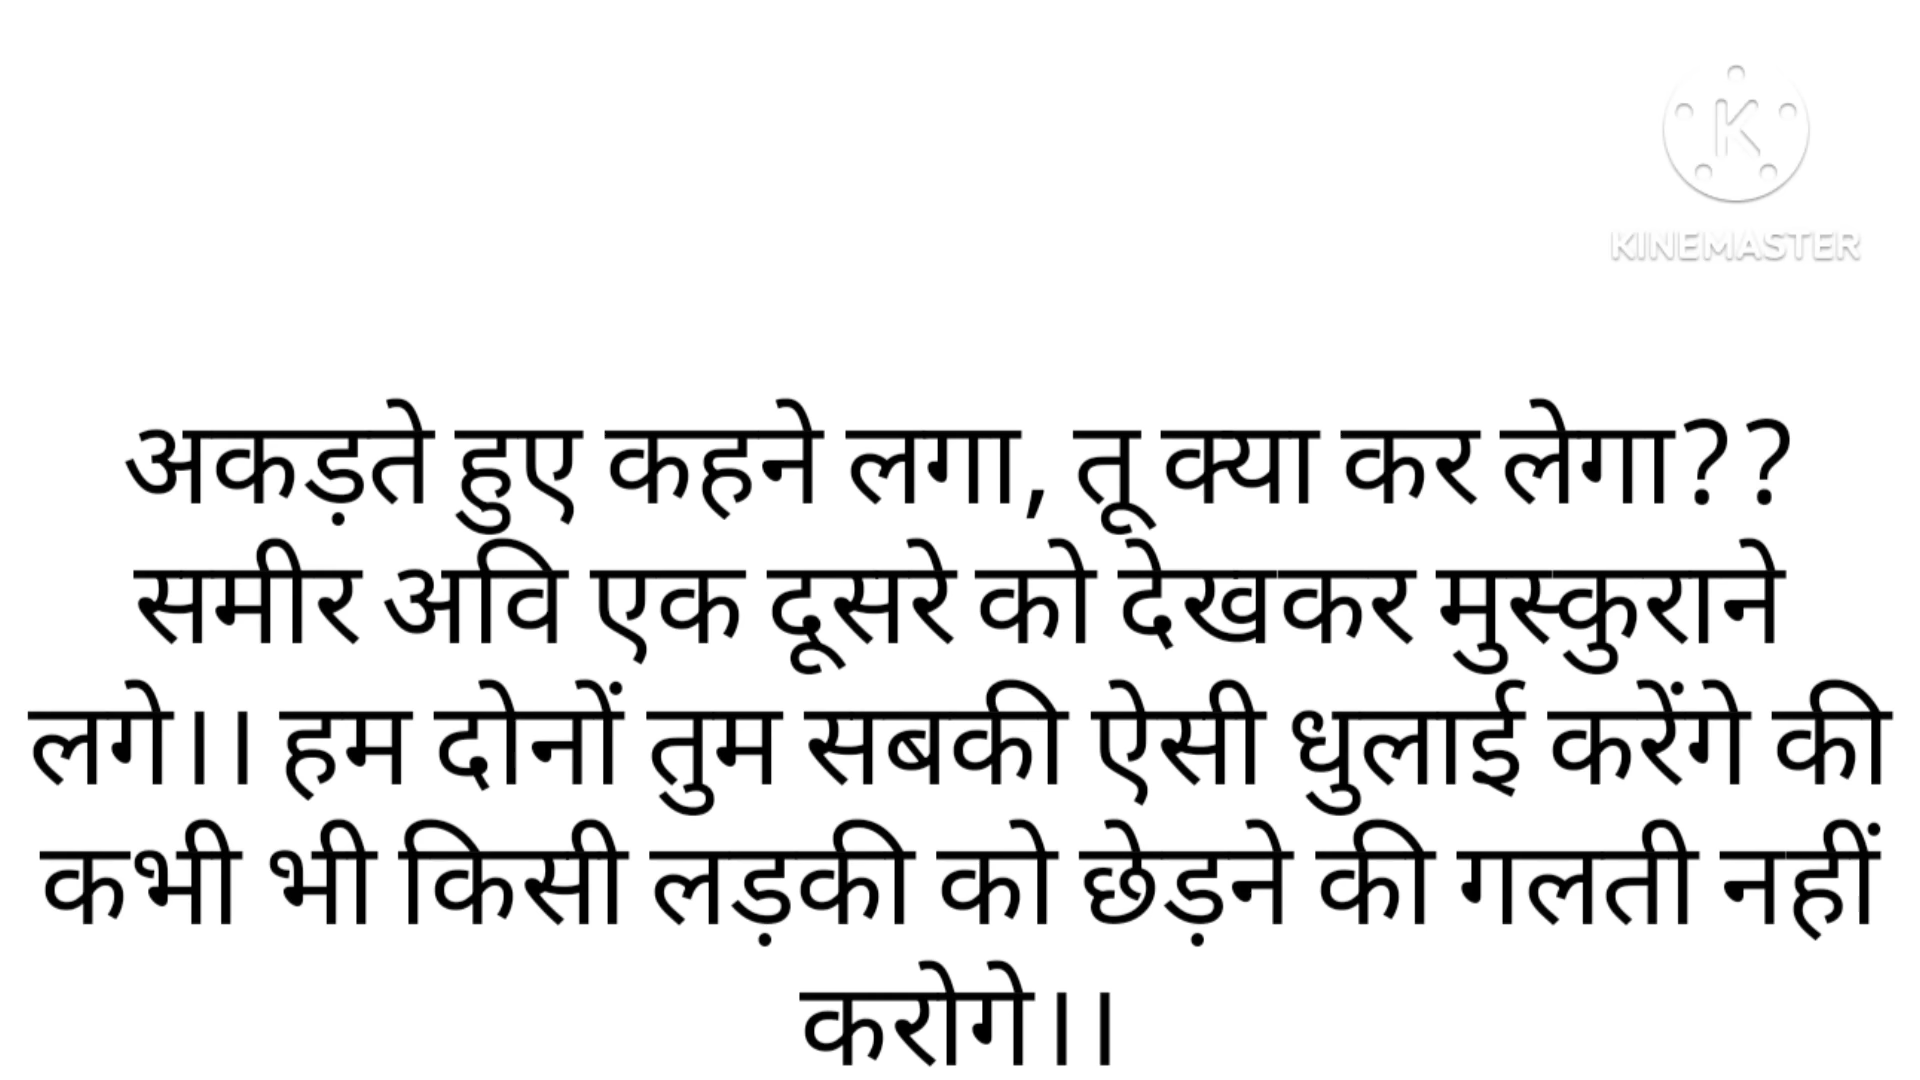 KINEMASTER
अकड़ते हुए कहने लगा, तू क्या कर लेगा??
समीर अवि एक दूसरे को देखकर मुस्कुराने
लगे।। हम दोनों तुम सबकी ऐसी धुलाई करेंगे की
कभी भी किसी लड़की को छेड़ने की गलती नहीं
करोगे।।